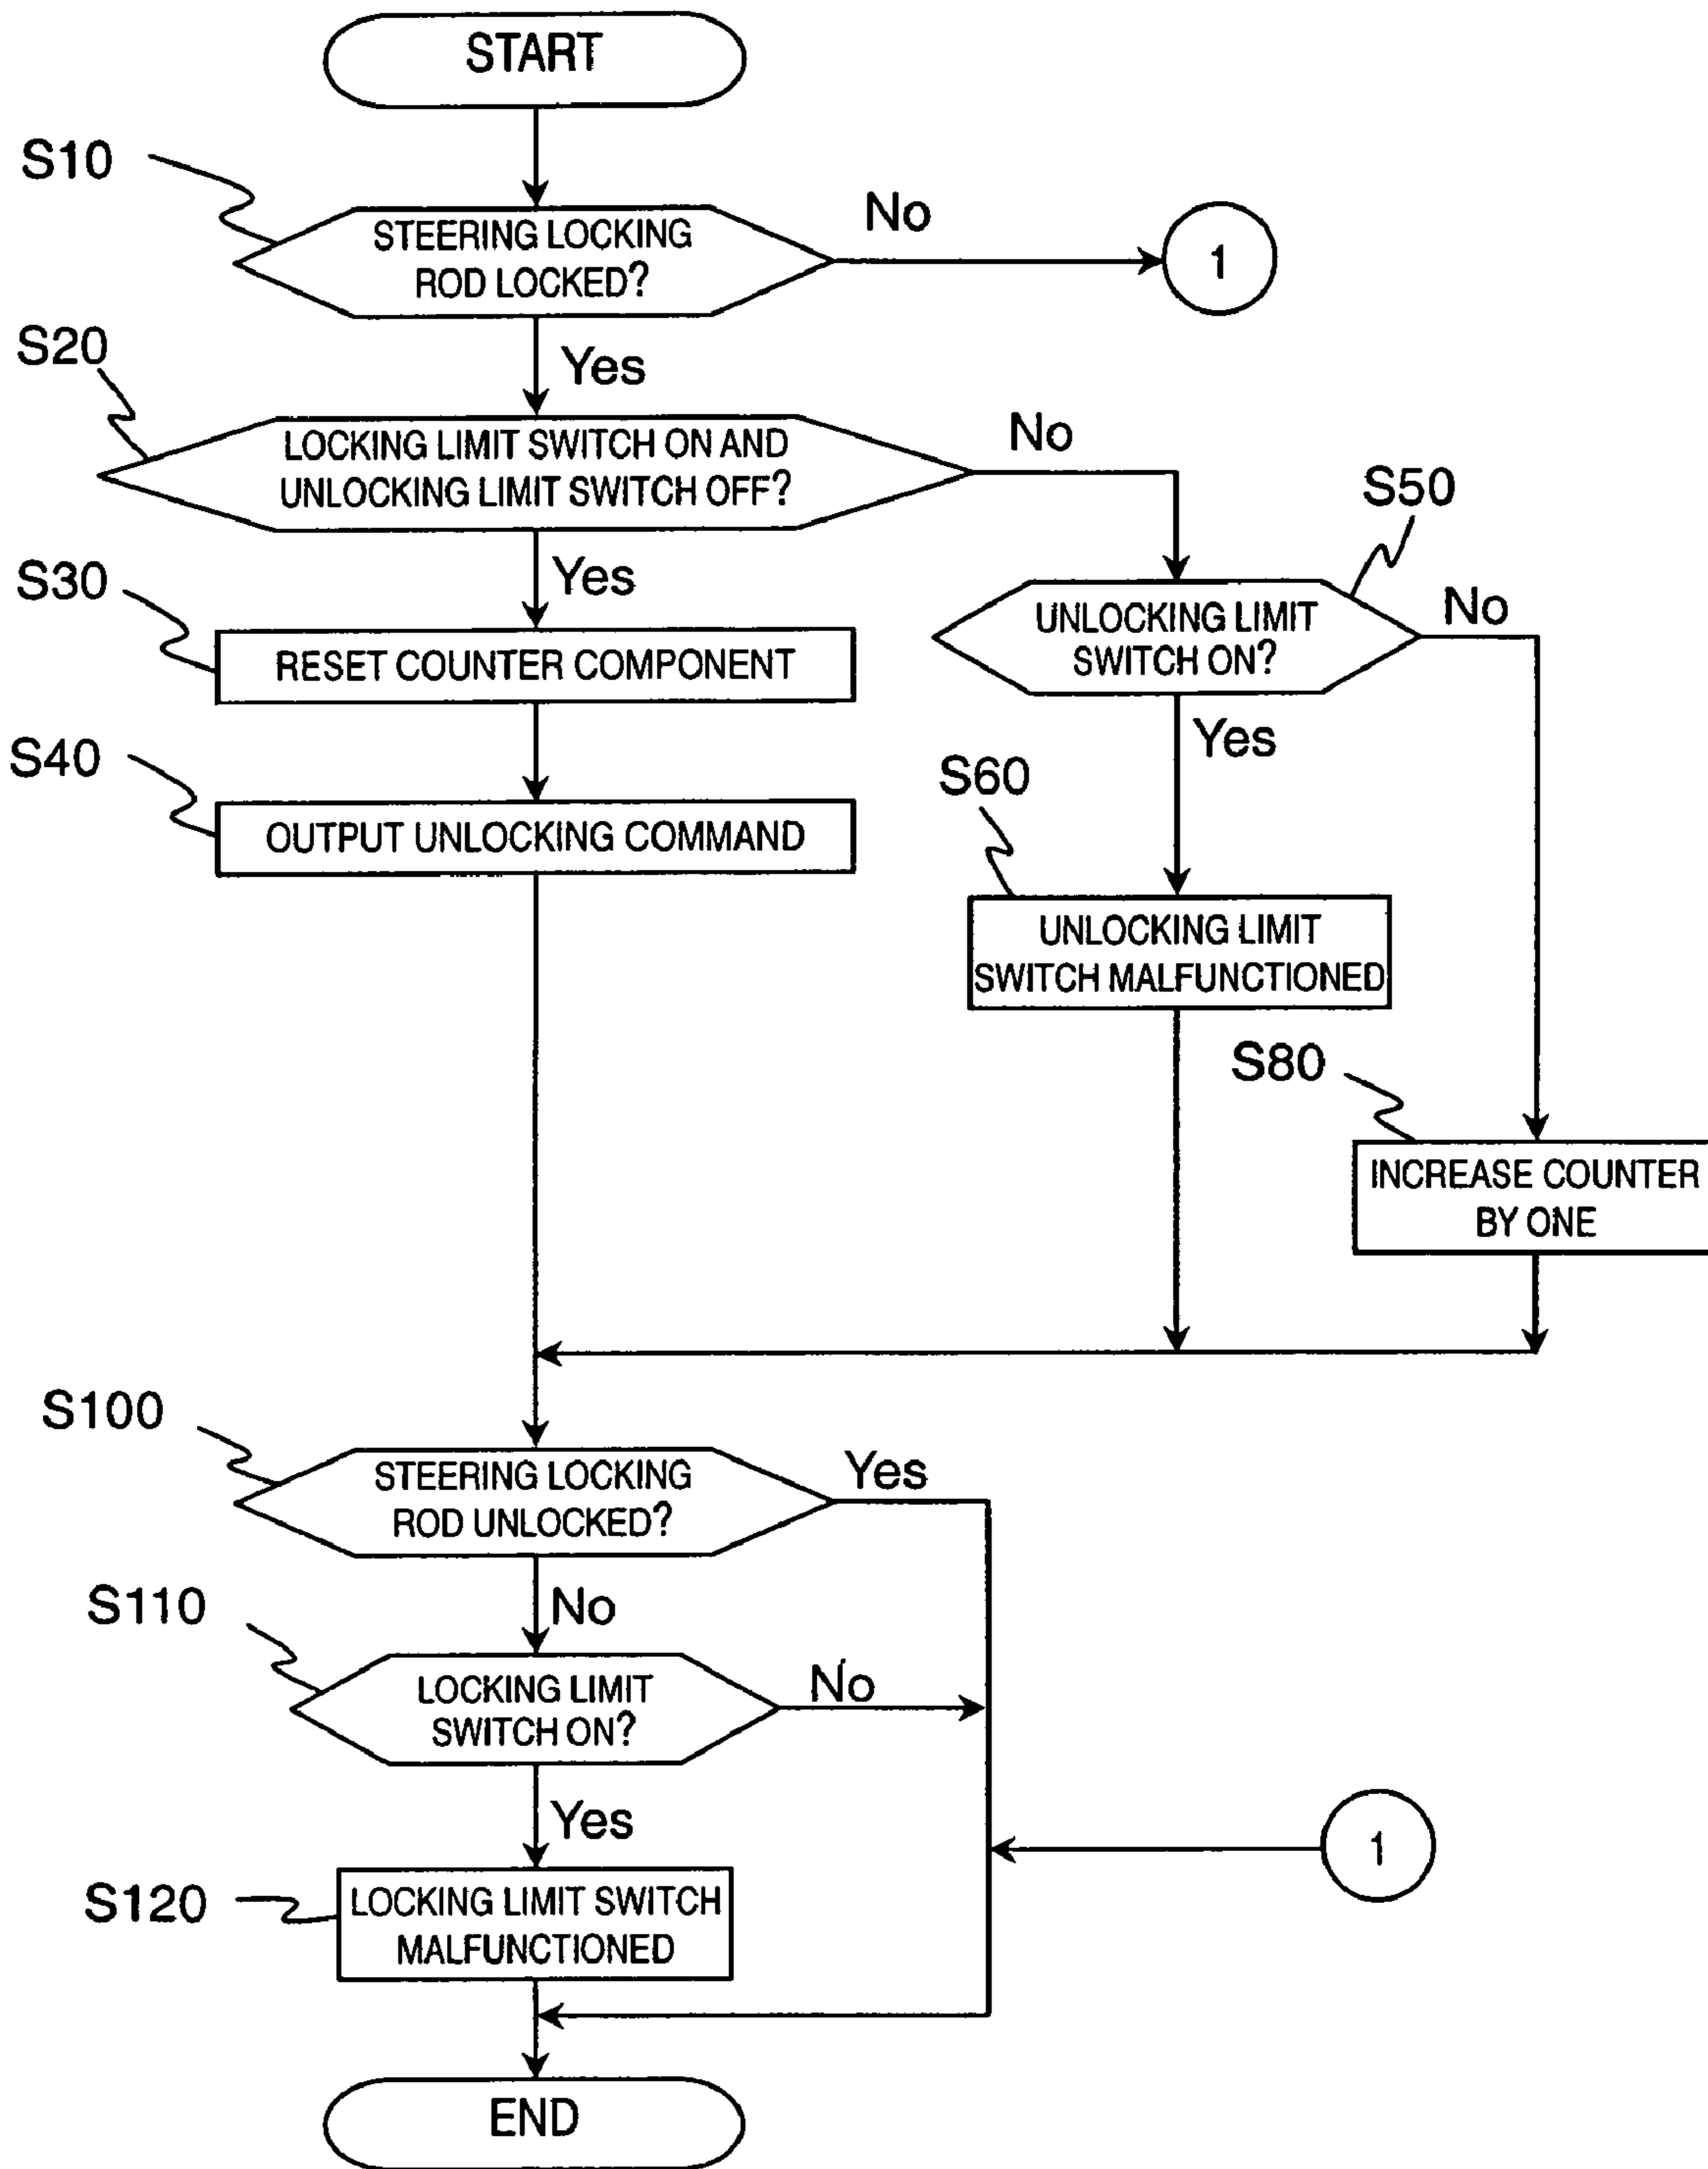 START
S10
STEERING LOCKING
ROD LOCKED?
No
1
Yes
S20
LOCKING LIMIT SWITCH ON AND
UNLOCKING LIMIT SWITCH OFF?
No
Yes
S50
UNLOCKING LIMIT
SWITCH ON?
No
Yes
S30
RESET COUNTER COMPONENT
S40
OUTPUT UNLOCKING COMMAND
S60
UNLOCKING LIMIT
SWITCH MALFUNCTIONED
S80
INCREASE COUNTER
BY ONE
S100
STEERING LOCKING
ROD UNLOCKED?
Yes
No
S110
LOCKING LIMIT
SWITCH ON?
No
Yes
1
S120
LOCKING LIMIT SWITCH
MALFUNCTIONED
END